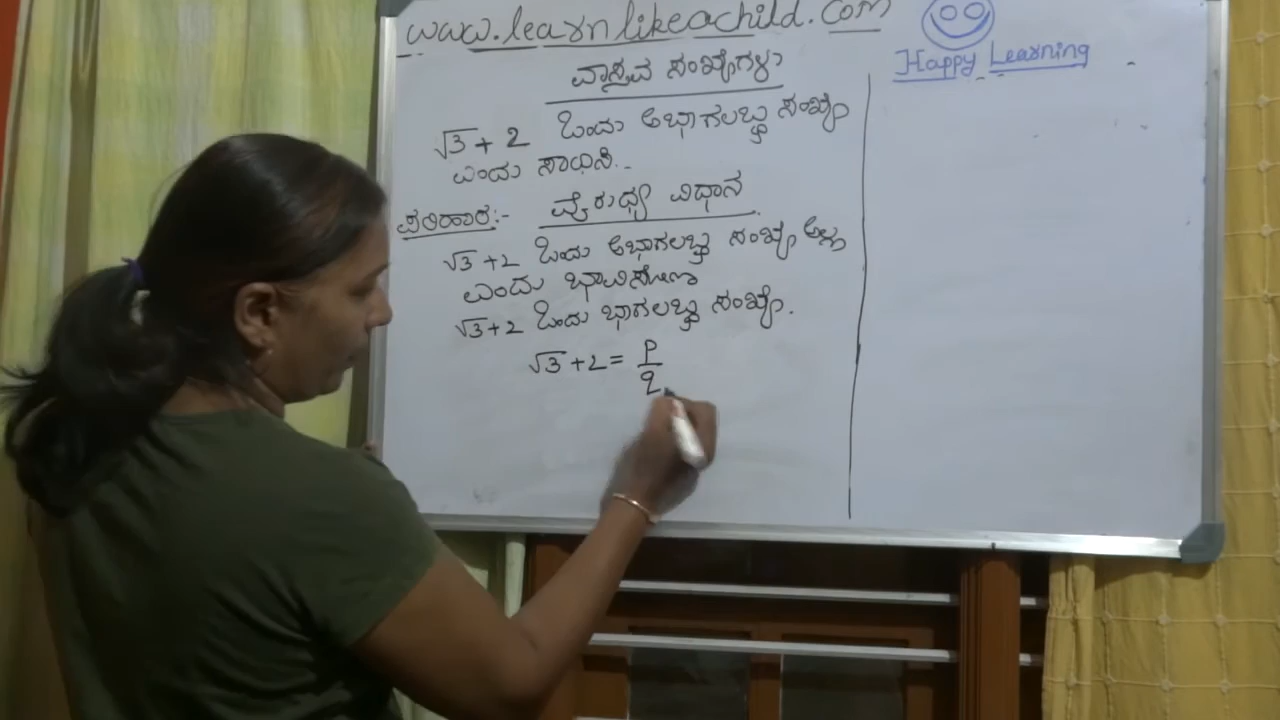 www.learnlikeachild.com
ವಾಸ್ತವ ಸಂಖ್ಯೆಗಳು
√3 + 2 ಒಂದು ಅಭಾಗಲಬ್ಧ ಸಂಖ್ಯೆ
ಎಂದು ಸಾಧಿಸಿ.
ಪರಿಹಾರ:- ವೈರುಧ್ಯ ವಿಧಾನ
√3 + 2 ಒಂದು ಅಭಾಗಲಬ್ಧ ಸಂಖ್ಯೆ ಅಲ್ಲ
ಎಂದು ಭಾವಿಸೋಣ
√3 + 2 ಒಂದು ಭಾಗಲಬ್ಧ ಸಂಖ್ಯೆ.
√3 + 2 = p/q
Happy Learning